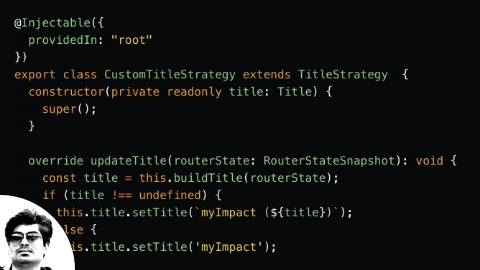 @Injectable({
  providedIn: "root"
})
export class CustomTitleStrategy extends TitleStrategy  {
  constructor(private readonly title: Title) {
    super();
  }
  override updateTitle(routerState: RouterStateSnapshot): void {
    const title = this.buildTitle(routerState);
    if (title !== undefined) {
      this.title.setTitle(`myImpact (${title})`);
    else {
      .title.setTitle('myImpact');